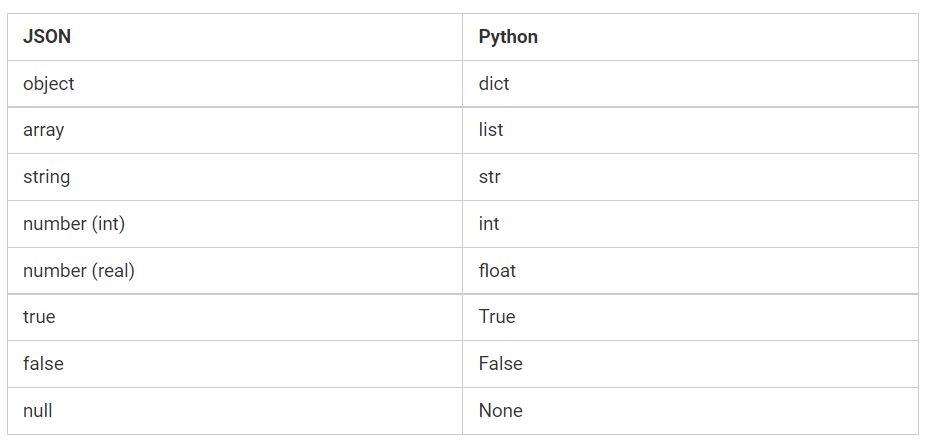 JSON Python
object dict
array list
string str
number (int) int
number (real) float
true True
false False
null None